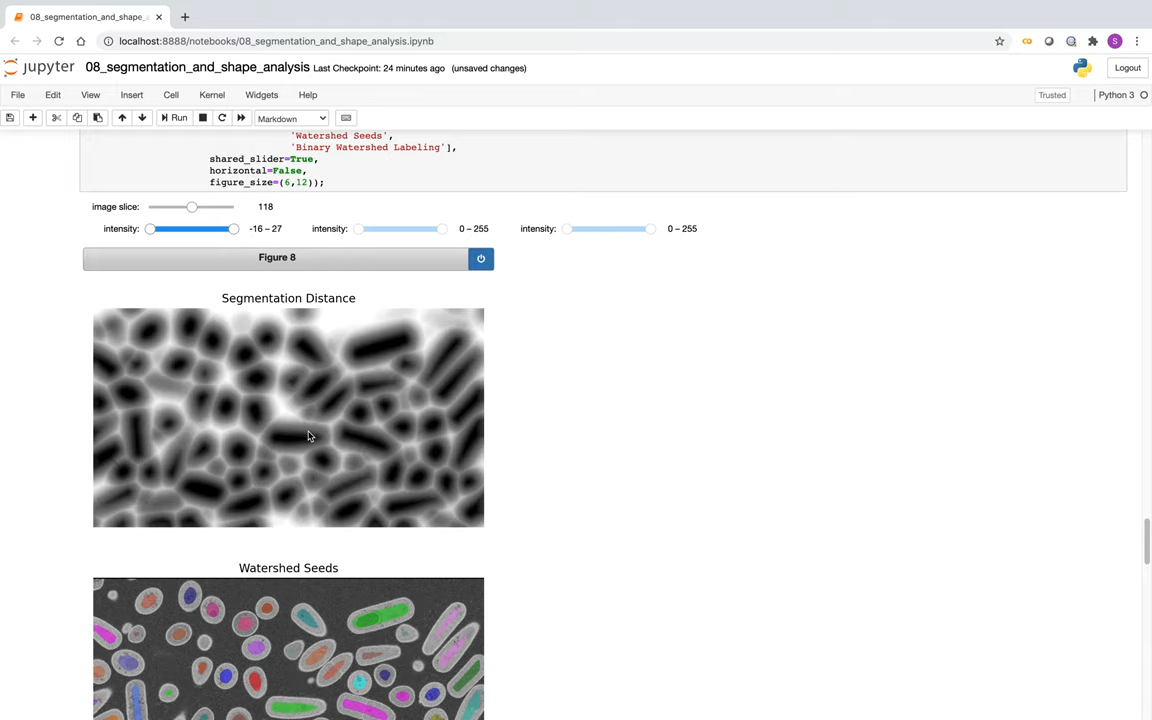 08_segmentation_and_shape_
localhost:8888/notebooks/08_segmentation_and_shape_analysis.ipynb
S
jupyter 08_segmentation_and_shape_analysis Last Checkpoint: 24 minutes ago (unsaved changes)
Logout
File Edit View Insert Cell Kernel Widgets Help
Trusted
Python 3
Run
Markdown
'Watershed Seeds',
'Binary Watershed Labeling'],
shared_slider=True,
horizontal=False,
figure_size=(6,12));
image slice: 118
intensity: -16 – 27 intensity: 0 – 255 intensity: 0 – 255
Figure 8
Segmentation Distance
Watershed Seeds